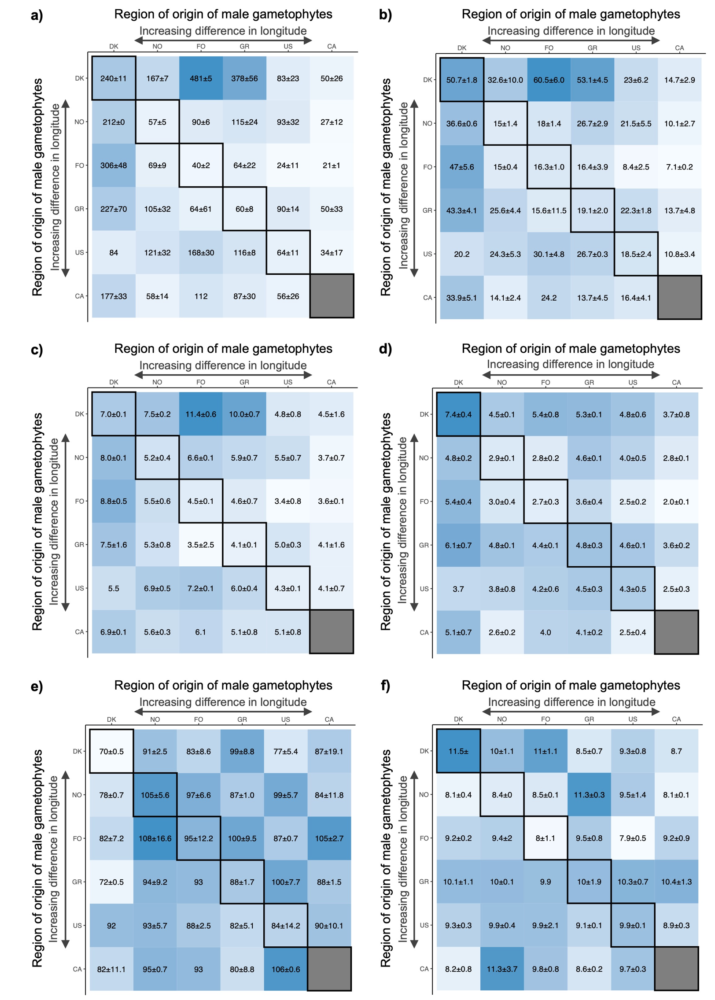 a)
Region of origin of male gametophytes
Increasing difference in longitude
DK NO FO GR US CA
Region of origin of male gametophytes
Increasing difference in longitude
DK 240±11 167±7 481±5 378±56 83±23 50±26
NO 212±0 57±5 90±6 115±24 93±32 27±12
FO 306±48 69±9 40±2 64±22 24±11 21±1
GR 227±70 105±32 64±61 60±8 90±14 50±33
US 84 121±32 168±30 116±8 64±11 34±17
CA 177±33 58±14 112 87±30 56±26
b)
Region of origin of male gametophytes
Increasing difference in longitude
DK NO FO GR US CA
Region of origin of male gametophytes
Increasing difference in longitude
DK 50.7±1.8 32.6±10.0 60.5±6.0 53.1±4.5 23±6.2 14.7±2.9
NO 36.6±0.6 15±1.4 18±1.4 26.7±2.9 21.5±5.5 10.1±2.7
FO 47±5.6 15±0.4 16.3±1.0 16.4±3.9 8.4±2.5 7.1±0.2
GR 43.3±4.1 25.6±4.4 15.6±11.5 19.1±2.0 22.3±1.8 13.7±4.8
US 20.2 24.3±5.3 30.1±4.8 26.7±0.3 18.5±2.4 10.8±3.4
CA 33.9±5.1 14.1±2.4 24.2 13.7±4.5 16.4±4.1
c)
Region of origin of male gametophytes
Increasing difference in longitude
DK NO FO GR US CA
Region of origin of male gametophytes
Increasing difference in longitude
DK 7.0±0.1 7.5±0.2 11.4±0.6 10.0±0.7 4.8±0.8 4.5±1.6
NO 8.0±0.1 5.2±0.4 6.6±0.1 5.9±0.7 5.5±0.7 3.7±0.7
FO 8.8±0.5 5.5±0.6 4.5±0.1 4.6±0.7 3.4±0.8 3.6±0.1
GR 7.5±1.6 5.3±0.8 3.5±2.5 4.1±0.1 5.0±0.3 4.1±1.6
US 5.5 6.9±0.5 7.2±0.1 6.0±0.4 4.3±0.1 4.1±0.7
CA 6.9±0.1 5.6±0.3 6.1 5.1±0.8 5.1±0.8
d)
Region of origin of male gametophytes
Increasing difference in longitude
DK NO FO GR US CA
Region of origin of male gametophytes
Increasing difference in longitude
DK 7.4±0.4 4.5±0.1 5.4±0.8 5.3±0.1 4.8±0.6 3.7±0.8
NO 4.8±0.2 2.9±0.1 2.8±0.2 4.6±0.1 4.0±0.5 2.8±0.1
FO 5.4±0.4 3.0±0.4 2.7±0.3 3.6±0.4 2.5±0.2 2.0±0.1
GR 6.1±0.7 4.8±0.1 4.4±0.1 4.8±0.3 4.6±0.1 3.6±0.2
US 3.7 3.8±0.8 4.2±0.6 4.5±0.3 4.3±0.5 2.5±0.3
CA 5.1±0.7 2.6±0.2 4.0 4.1±0.2 2.5±0.4
e)
Region of origin of male gametophytes
Increasing difference in longitude
DK NO FO GR US CA
Region of origin of male gametophytes
Increasing difference in longitude
DK 70±0.5 91±2.5 83±8.6 99±8.8 77±5.4 87±19.1
NO 78±0.7 105±5.6 97±6.6 87±1.0 99±5.7 84±11.8
FO 82±7.2 108±16.6 95±12.2 100±9.5 87±0.7 105±2.7
GR 72±0.5 94±9.2 93 88±1.7 100±7.7 88±1.5
US 92 93±5.7 88±2.5 82±5.1 84±14.2 90±10.1
CA 82±11.1 95±0.7 93 80±8.8 106±0.6
f)
Region of origin of male gametophytes
Increasing difference in longitude
DK NO FO GR US CA
Region of origin of male gametophytes
Increasing difference in longitude
DK 11.5± 10±1.1 11±1.1 8.5±0.7 9.3±0.8 8.7
NO 8.1±0.4 8.4±0 8.5±0.1 11.3±0.3 9.5±1.4 8.1±0.1
FO 9.2±0.2 9.4±2 8±1.1 9.5±0.8 7.9±0.5 9.2±0.9
GR 10.1±1.1 10±0.1 9.9 10±1.9 10.3±0.7 10.4±1.3
US 9.3±0.3 9.9±0.4 9.9±2.1 9.1±0.1 9.9±0.1 8.9±0.3
CA 8.2±0.8 11.3±3.7 9.8±0.8 8.6±0.2 9.7±0.3